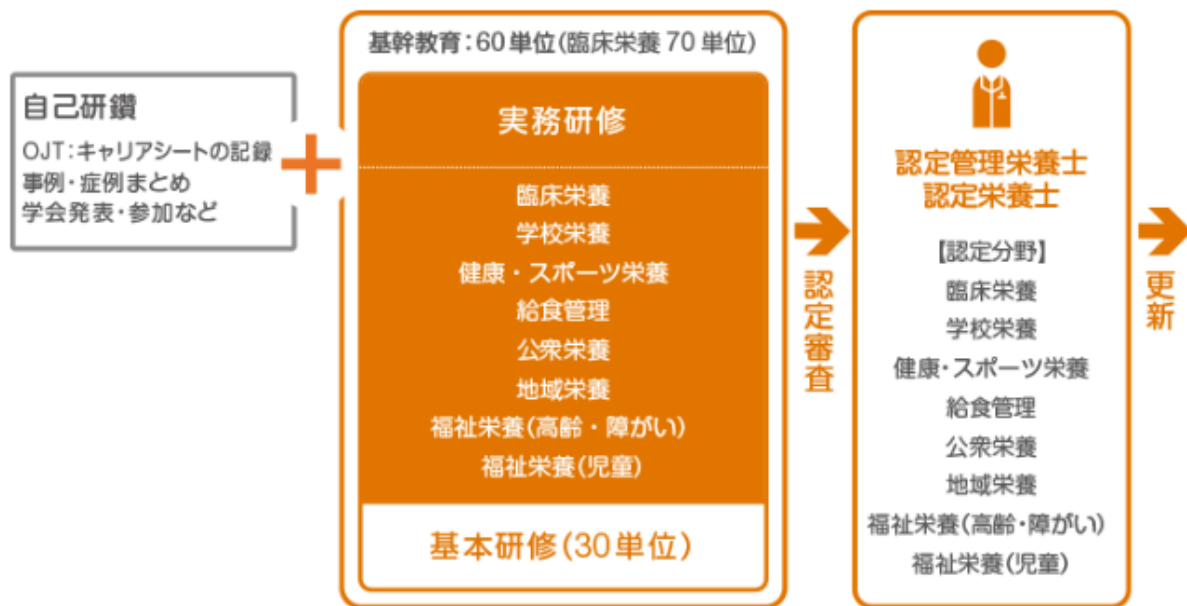 自己研鑽
OJT:キャリアシートの記録
事例・症例まとめ
学会発表・参加など
基幹教育:60単位(臨床栄養70単位)
実務研修
臨床栄養
学校栄養
健康・スポーツ栄養
給食管理
公衆栄養
地域栄養
福祉栄養(高齢・障がい)
福祉栄養(児童)
基本研修(30単位)
認定審査
認定管理栄養士
認定栄養士
【認定分野】
臨床栄養
学校栄養
健康・スポーツ栄養
給食管理
公衆栄養
地域栄養
福祉栄養(高齢・障がい)
福祉栄養(児童)
更新